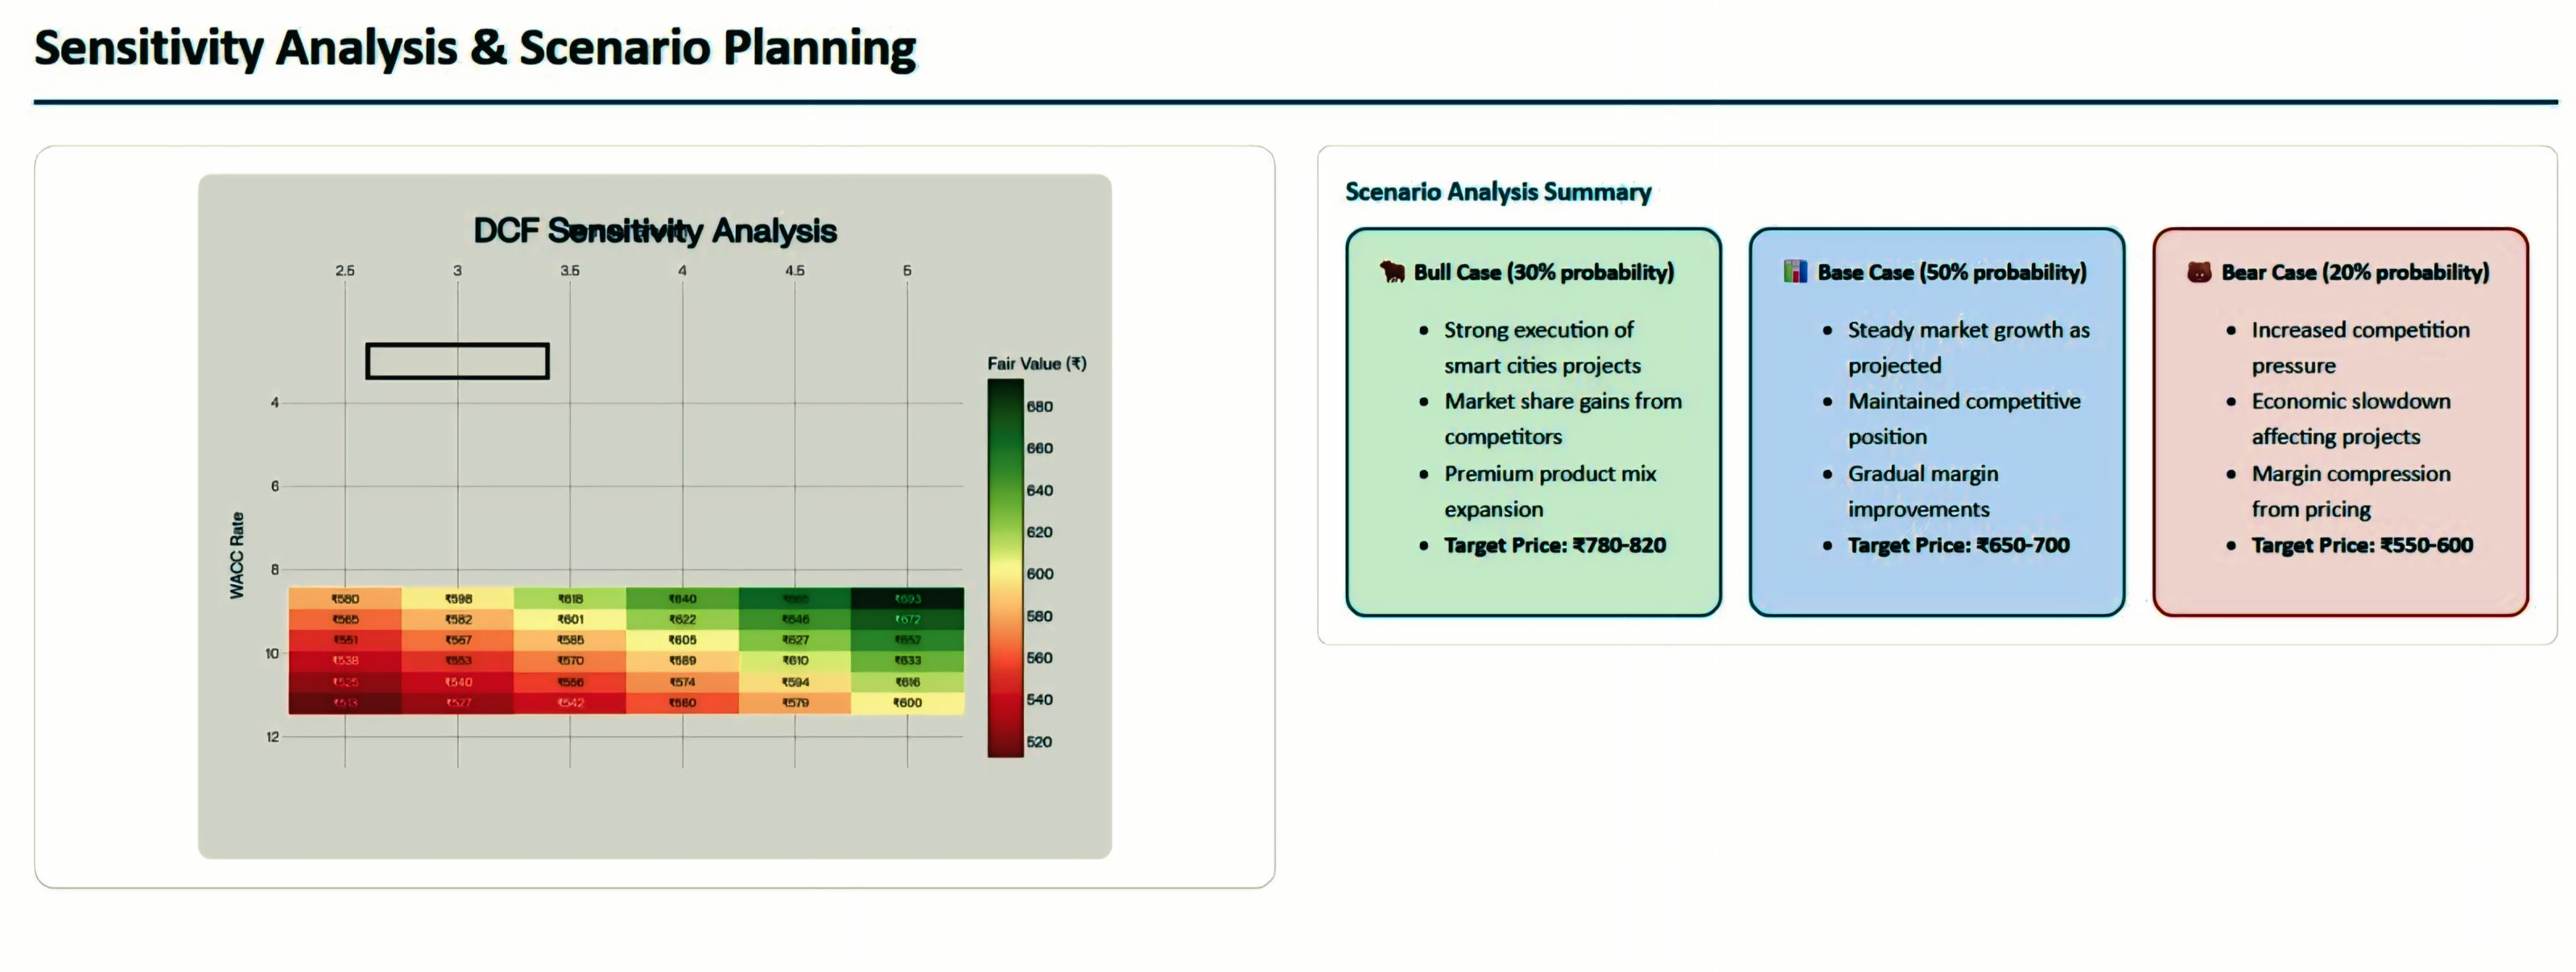 Sensitivity Analysis & Scenario Planning
DCF Sensitivity Analysis
2.5 3 3.5 4 4.5 5
4
6
8
10
12
WACC Rate
₹580 ₹598 ₹618 ₹640 ₹693
₹565 ₹582 ₹601 ₹622 ₹646 ₹672
₹551 ₹567 ₹585 ₹605 ₹627 ₹652
₹538 ₹553 ₹570 ₹589 ₹610 ₹633
₹525 ₹540 ₹556 ₹574 ₹594 ₹616
₹513 ₹527 ₹542 ₹560 ₹579 ₹600
Fair Value (₹)
680
660
640
620
600
580
560
540
520
Scenario Analysis Summary
Bull Case (30% probability)
• Strong execution of
smart cities projects
• Market share gains from
competitors
• Premium product mix
expansion
• Target Price: ₹780-820
Base Case (50% probability)
• Steady market growth as
projected
• Maintained competitive
position
• Gradual margin
improvements
• Target Price: ₹650-700
Bear Case (20% probability)
• Increased competition
pressure
• Economic slowdown
affecting projects
• Margin compression
from pricing
• Target Price: ₹550-600